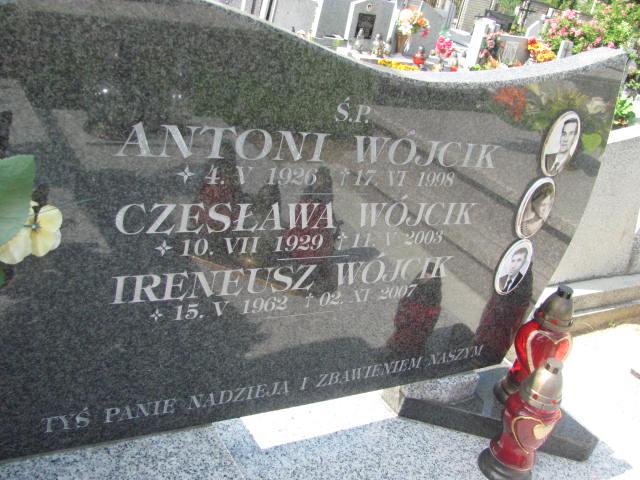 Ś.P.
ANTONI WÓJCIK
4. V 1926 † 17 VI 1998
CZESŁAWA WÓJCIK
10. VII 1929 † 11. V 2003
IRENEUSZ WÓJCIK
15. V 1962 † 02. XI 2007
TYŚ PANIE NADZIEJĄ I ZBAWIENIEM NASZYM